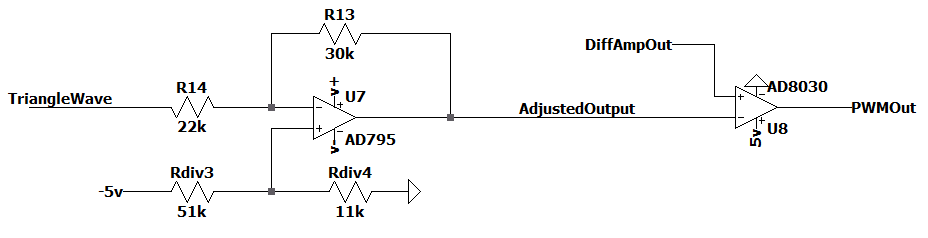 R13
30k
DiffAmpOut
R14
TriangleWave
22k
v+
U7
AD795
v-
AdjustedOutput
AD8030
PWMOut
U8
5v
Rdiv3
-5v
51k
Rdiv4
11k